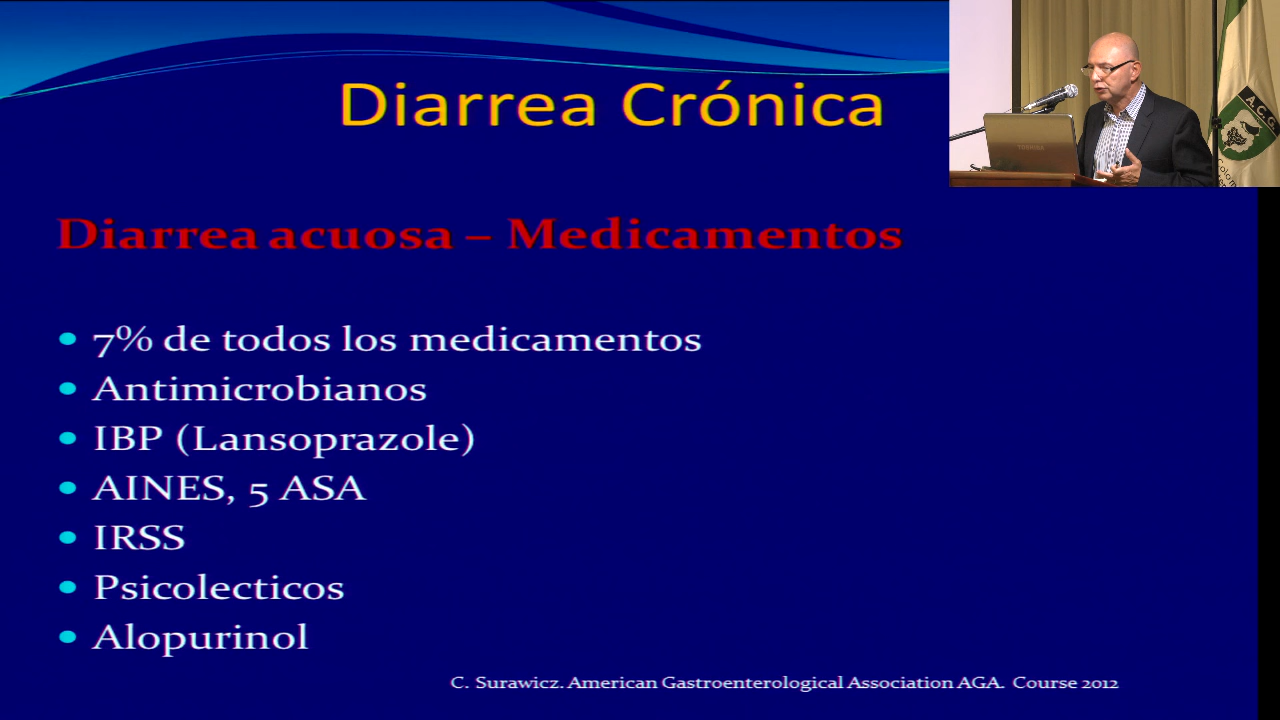 Diarrea Crónica
Diarrea acuosa – Medicamentos
7% de todos los medicamentos
Antimicrobianos
IBP (Lansoprazole)
AINES, 5 ASA
IRSS
Psicolecticos
Alopurinol
C. Surawicz. American Gastroenterological Association AGA. Course 2012
TOSHIBA
A.C.G.